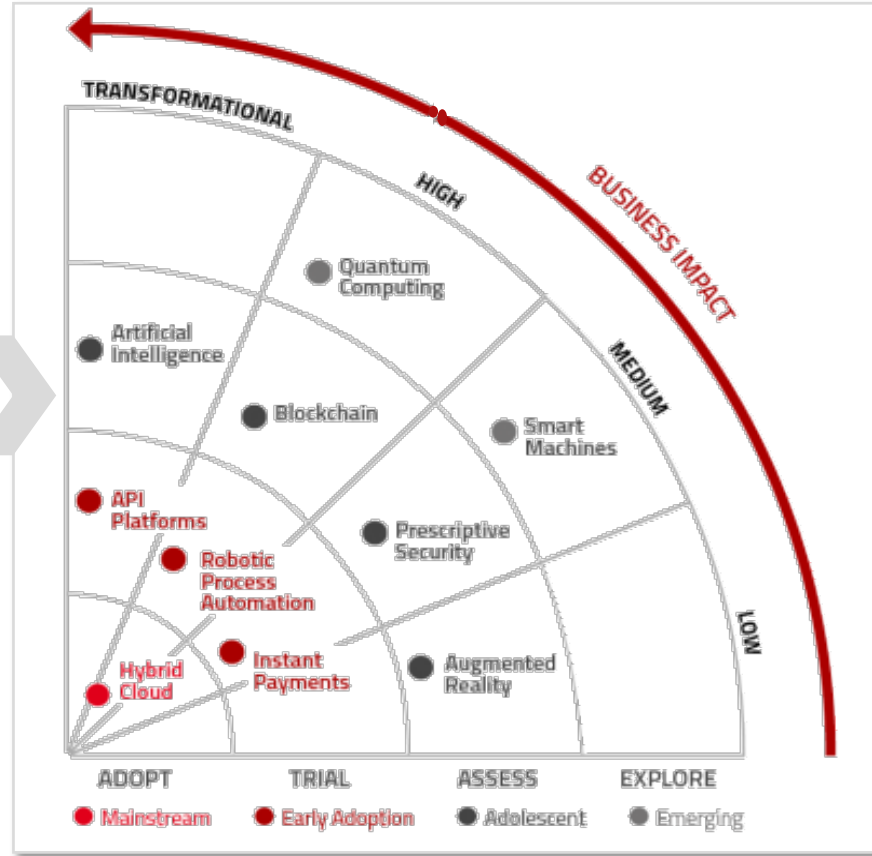 TRANSFORMATIONAL
HIGH
BUSINESS IMPACT
MEDIUM
LOW
Quantum
Computing
Artificial
Intelligence
Blockchain
Smart
Machines
API
Platforms
Prescriptive
Security
Robotic
Process
Automation
Instant
Payments
Augmented
Reality
Hybrid
Cloud
ADOPT TRIAL ASSESS EXPLORE
Mainstream Early Adoption Adolescent Emerging